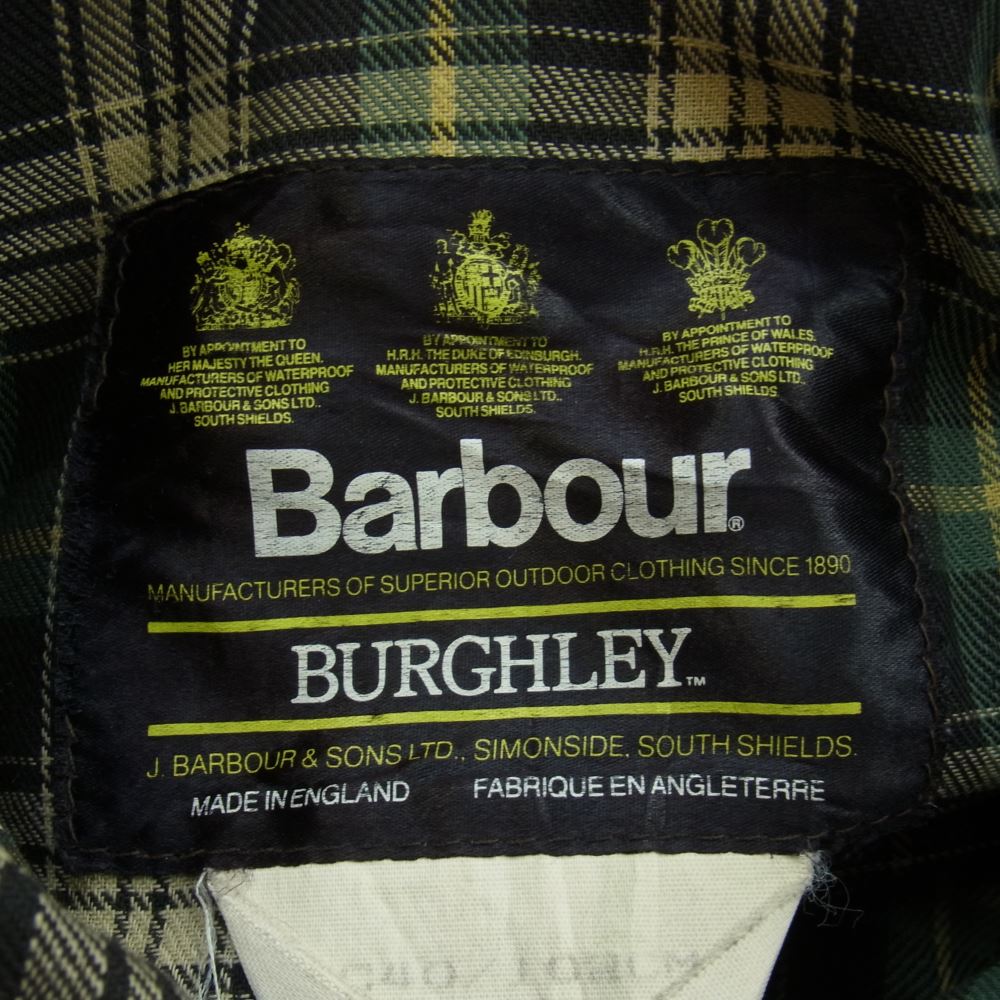 BY APPOINTMENT TO
HER MAJESTY THE QUEEN.
MANUFACTURERS OF WATERPROOF
AND PROTECTIVE CLOTHING
J. BARBOUR & SONS LTD..
SOUTH SHIELDS.
BY APPOINTMENT TO
H.R.H. THE DUKE OF EDINBURGH.
MANUFACTURERS OF WATERPROOF
AND PROTECTIVE CLOTHING
J. BARBOUR & SONS LTD..
SOUTH SHIELDS.
BY APPOINTMENT TO
H.R.H. THE PRINCE OF WALES.
MANUFACTURERS OF WATERPROOF
AND PROTECTIVE CLOTHING
J. BARBOUR & SONS LTD..
SOUTH SHIELDS.
Barbour®
MANUFACTURERS OF SUPERIOR OUTDOOR CLOTHING SINCE 1890
BURGHLEY™
J. BARBOUR & SONS LTD., SIMONSIDE, SOUTH SHIELDS.
MADE IN ENGLAND FABRIQUE EN ANGLETERRE